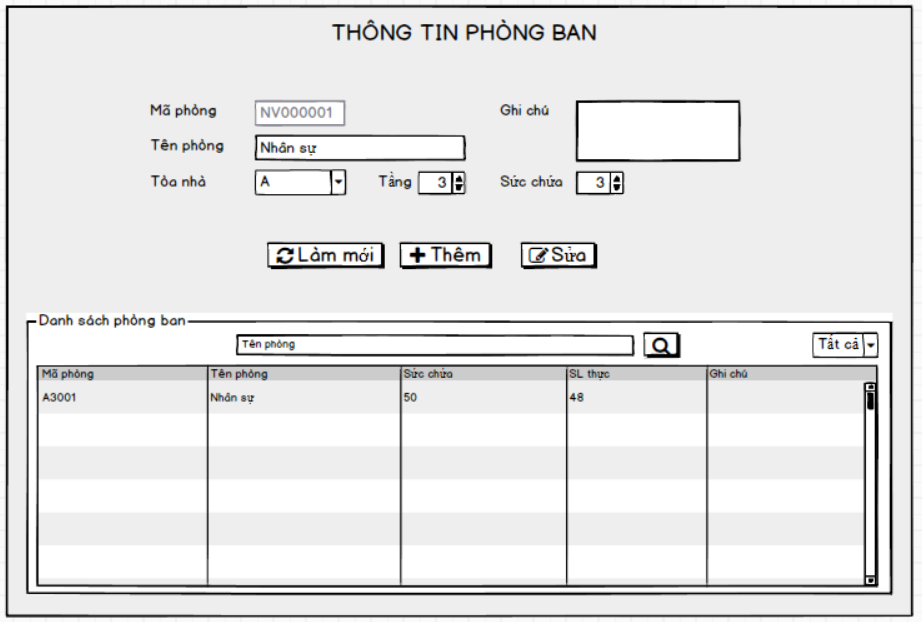 THÔNG TIN PHÒNG BAN
Mã phòng NV000001 Ghi chú
Tên phòng Nhân sự
Tòa nhà A Tầng 3 Sức chứa 3
Làm mới Thêm Sửa
Danh sách phòng ban
Tên phòng Tất cả
Mã phòng Tên phòng Sức chứa SL thực Ghi chú
A3001 Nhân sự 50 48